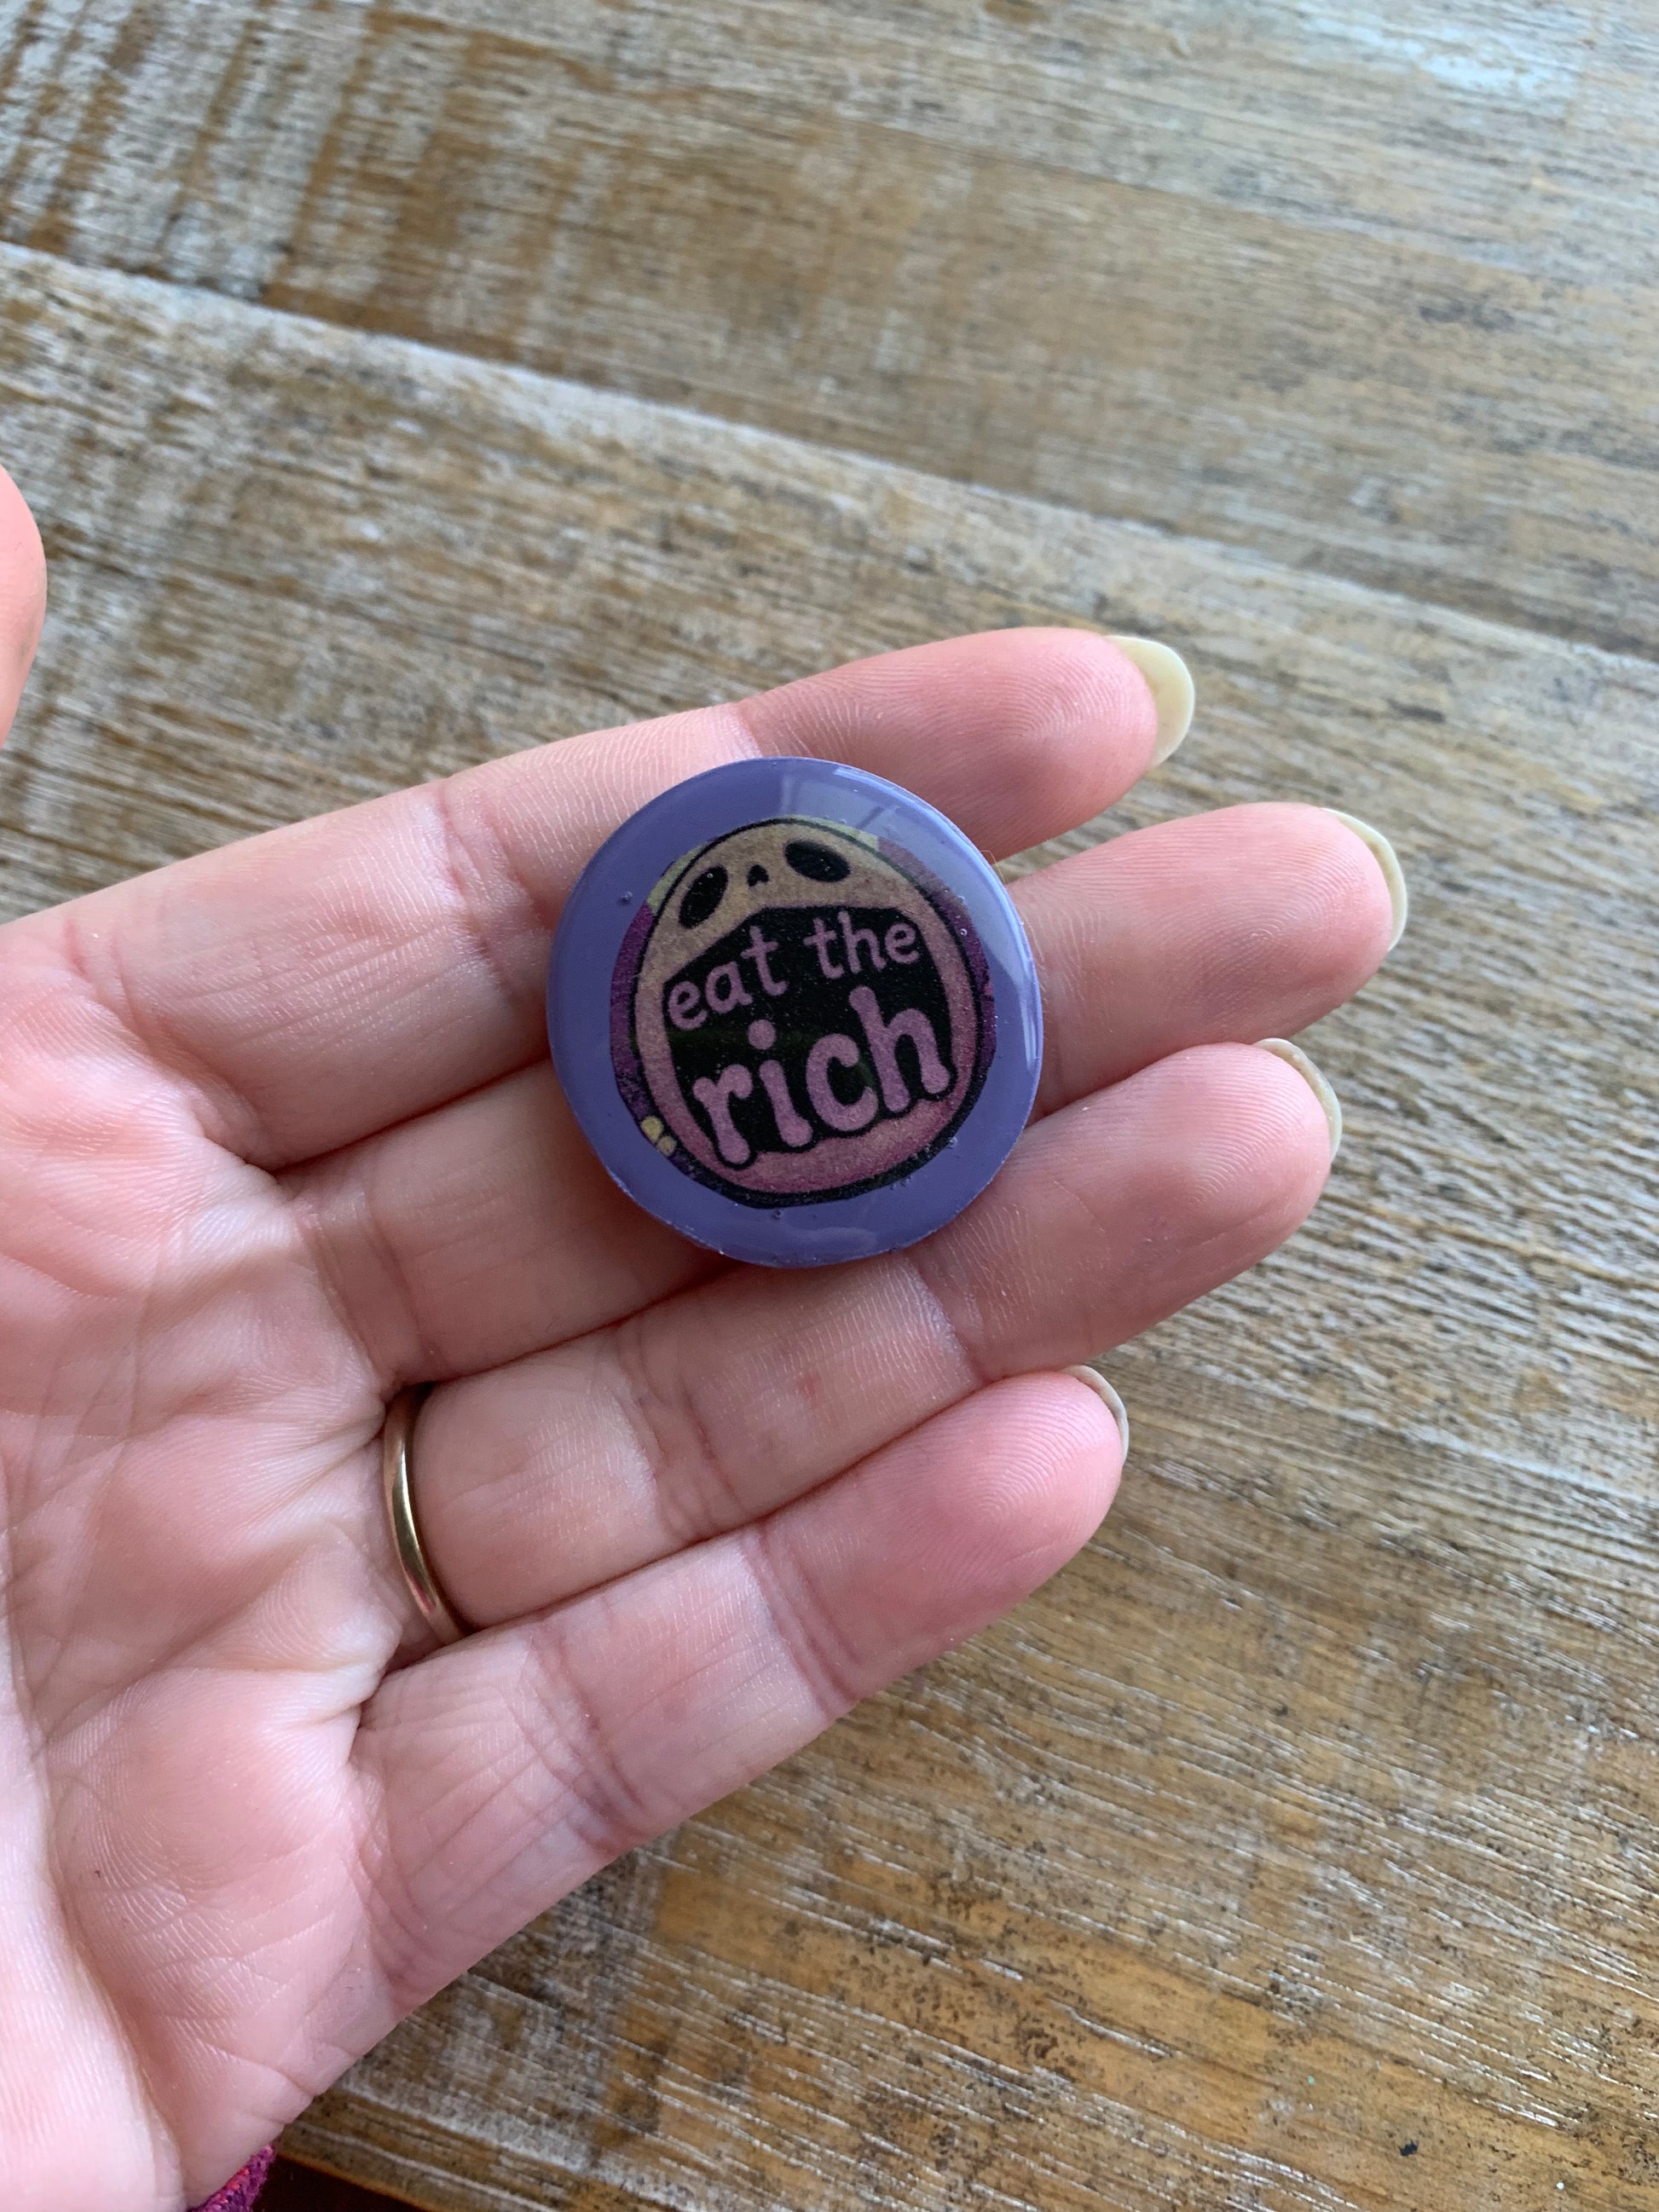 eat the
rich